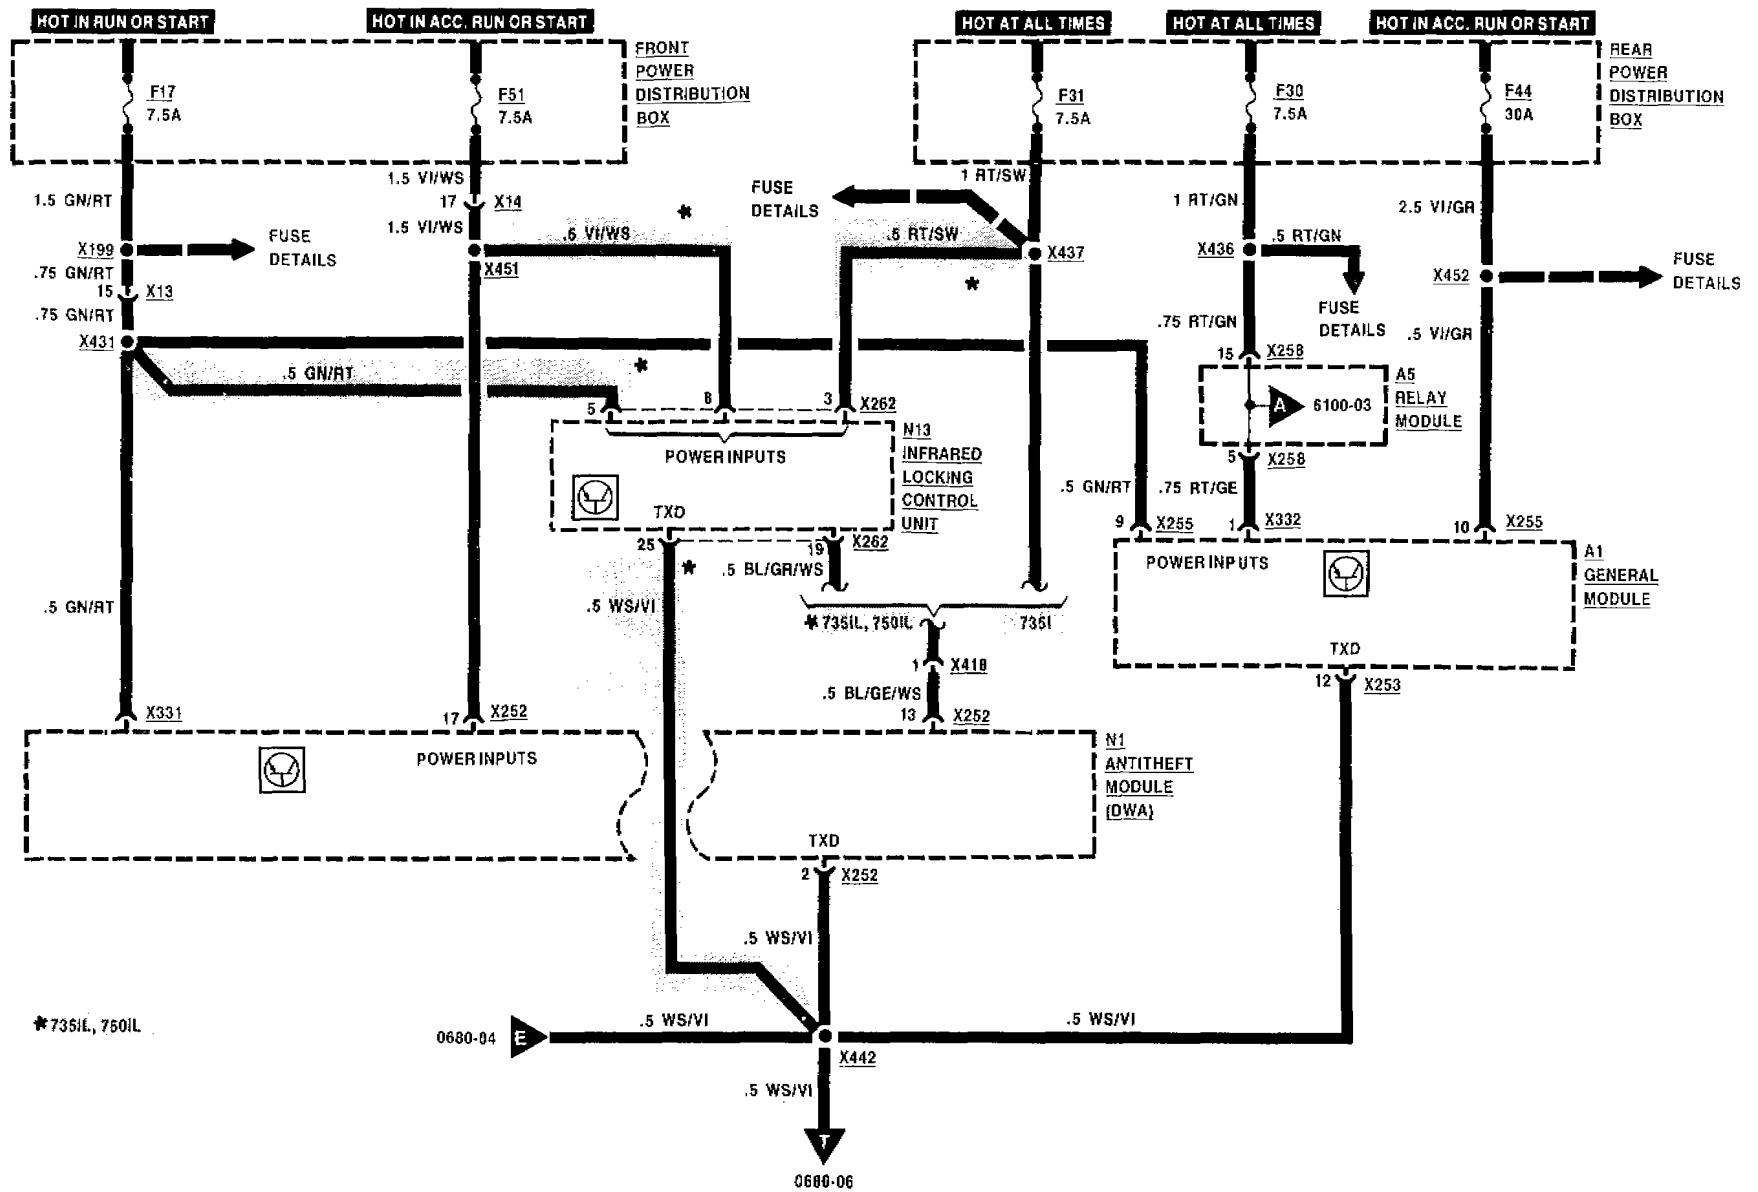 HOT IN RUN OR START
HOT IN ACC. RUN OR START
HOT AT ALL TIMES
HOT AT ALL TIMES
HOT IN ACC. RUN OR START
FRONT
POWER
DISTRIBUTION
BOX
REAR
POWER
DISTRIBUTION
BOX
F17
7.5A
F51
7.5A
F31
7.5A
F30
7.5A
F44
30A
1.5 GN/RT
1.5 VI/WS
17 X14
1.5 VI/WS
X199
FUSE
DETAILS
.75 GN/RT
15 X13
.75 GN/RT
X431
X451
*
.5 VI/WS
FUSE
DETAILS
1 RT/SW
.5 RT/SW
X437
*
1 RT/GN
X436
.5 RT/GN
FUSE
DETAILS
.75 RT/GN
15 X258
2.5 VI/GR
X452
FUSE
DETAILS
.5 VI/GR
.5 GN/RT
*
5
8
3
X262
N13
INFRARED
LOCKING
CONTROL
UNIT
POWER INPUTS
TXD
25
19
X262
A
6100-03
A5
RELAY
MODULE
5 X258
.5 GN/RT
.75 RT/GE
9 X255
1 X332
10 X255
POWER INPUTS
A1
GENERAL
MODULE
TXD
12 X253
*
.5 BL/GR/WS
.5 WS/VI
*735IL, 750IL
735I
1 X418
.5 BL/GE/WS
13 X252
.5 GN/RT
X331
17 X252
POWER INPUTS
N1
ANTITHEFT
MODULE
(DWA)
TXD
2 X252
.5 WS/VI
*735IL, 750IL
0680-04
E
.5 WS/VI
.5 WS/VI
X442
.5 WS/VI
T
0680-06